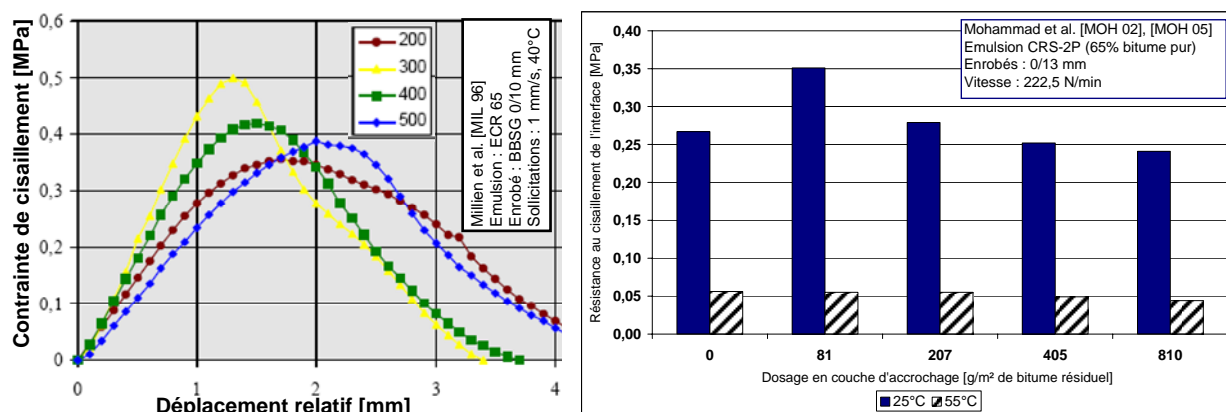 Contrainte de cisaillement [MPa]
0,6
0,5
0,4
0,3
0,2
0,1
0
0 1 2 3 4
Déplacement relatif [mm]
200
300
400
500
Milien et al. [MIL 96]
Emulsion : ECR 65
Enrobé : BBSG 0/10 mm
Sollicitations : 1 mm/s, 40°C
Résistance au cisaillement de l'interface [MPa]
0,40
0,35
0,30
0,25
0,20
0,15
0,10
0,05
0,00
0 81 207 405 810
Dosage en couche d'accrochage [g/m² de bitume résiduel]
25°C 55°C
Mohammad et al. [MOH 02], [MOH 05]
Emulsion CRS-2P (65% bitume pur)
Enrobés : 0/13 mm
Vitesse : 222,5 N/min